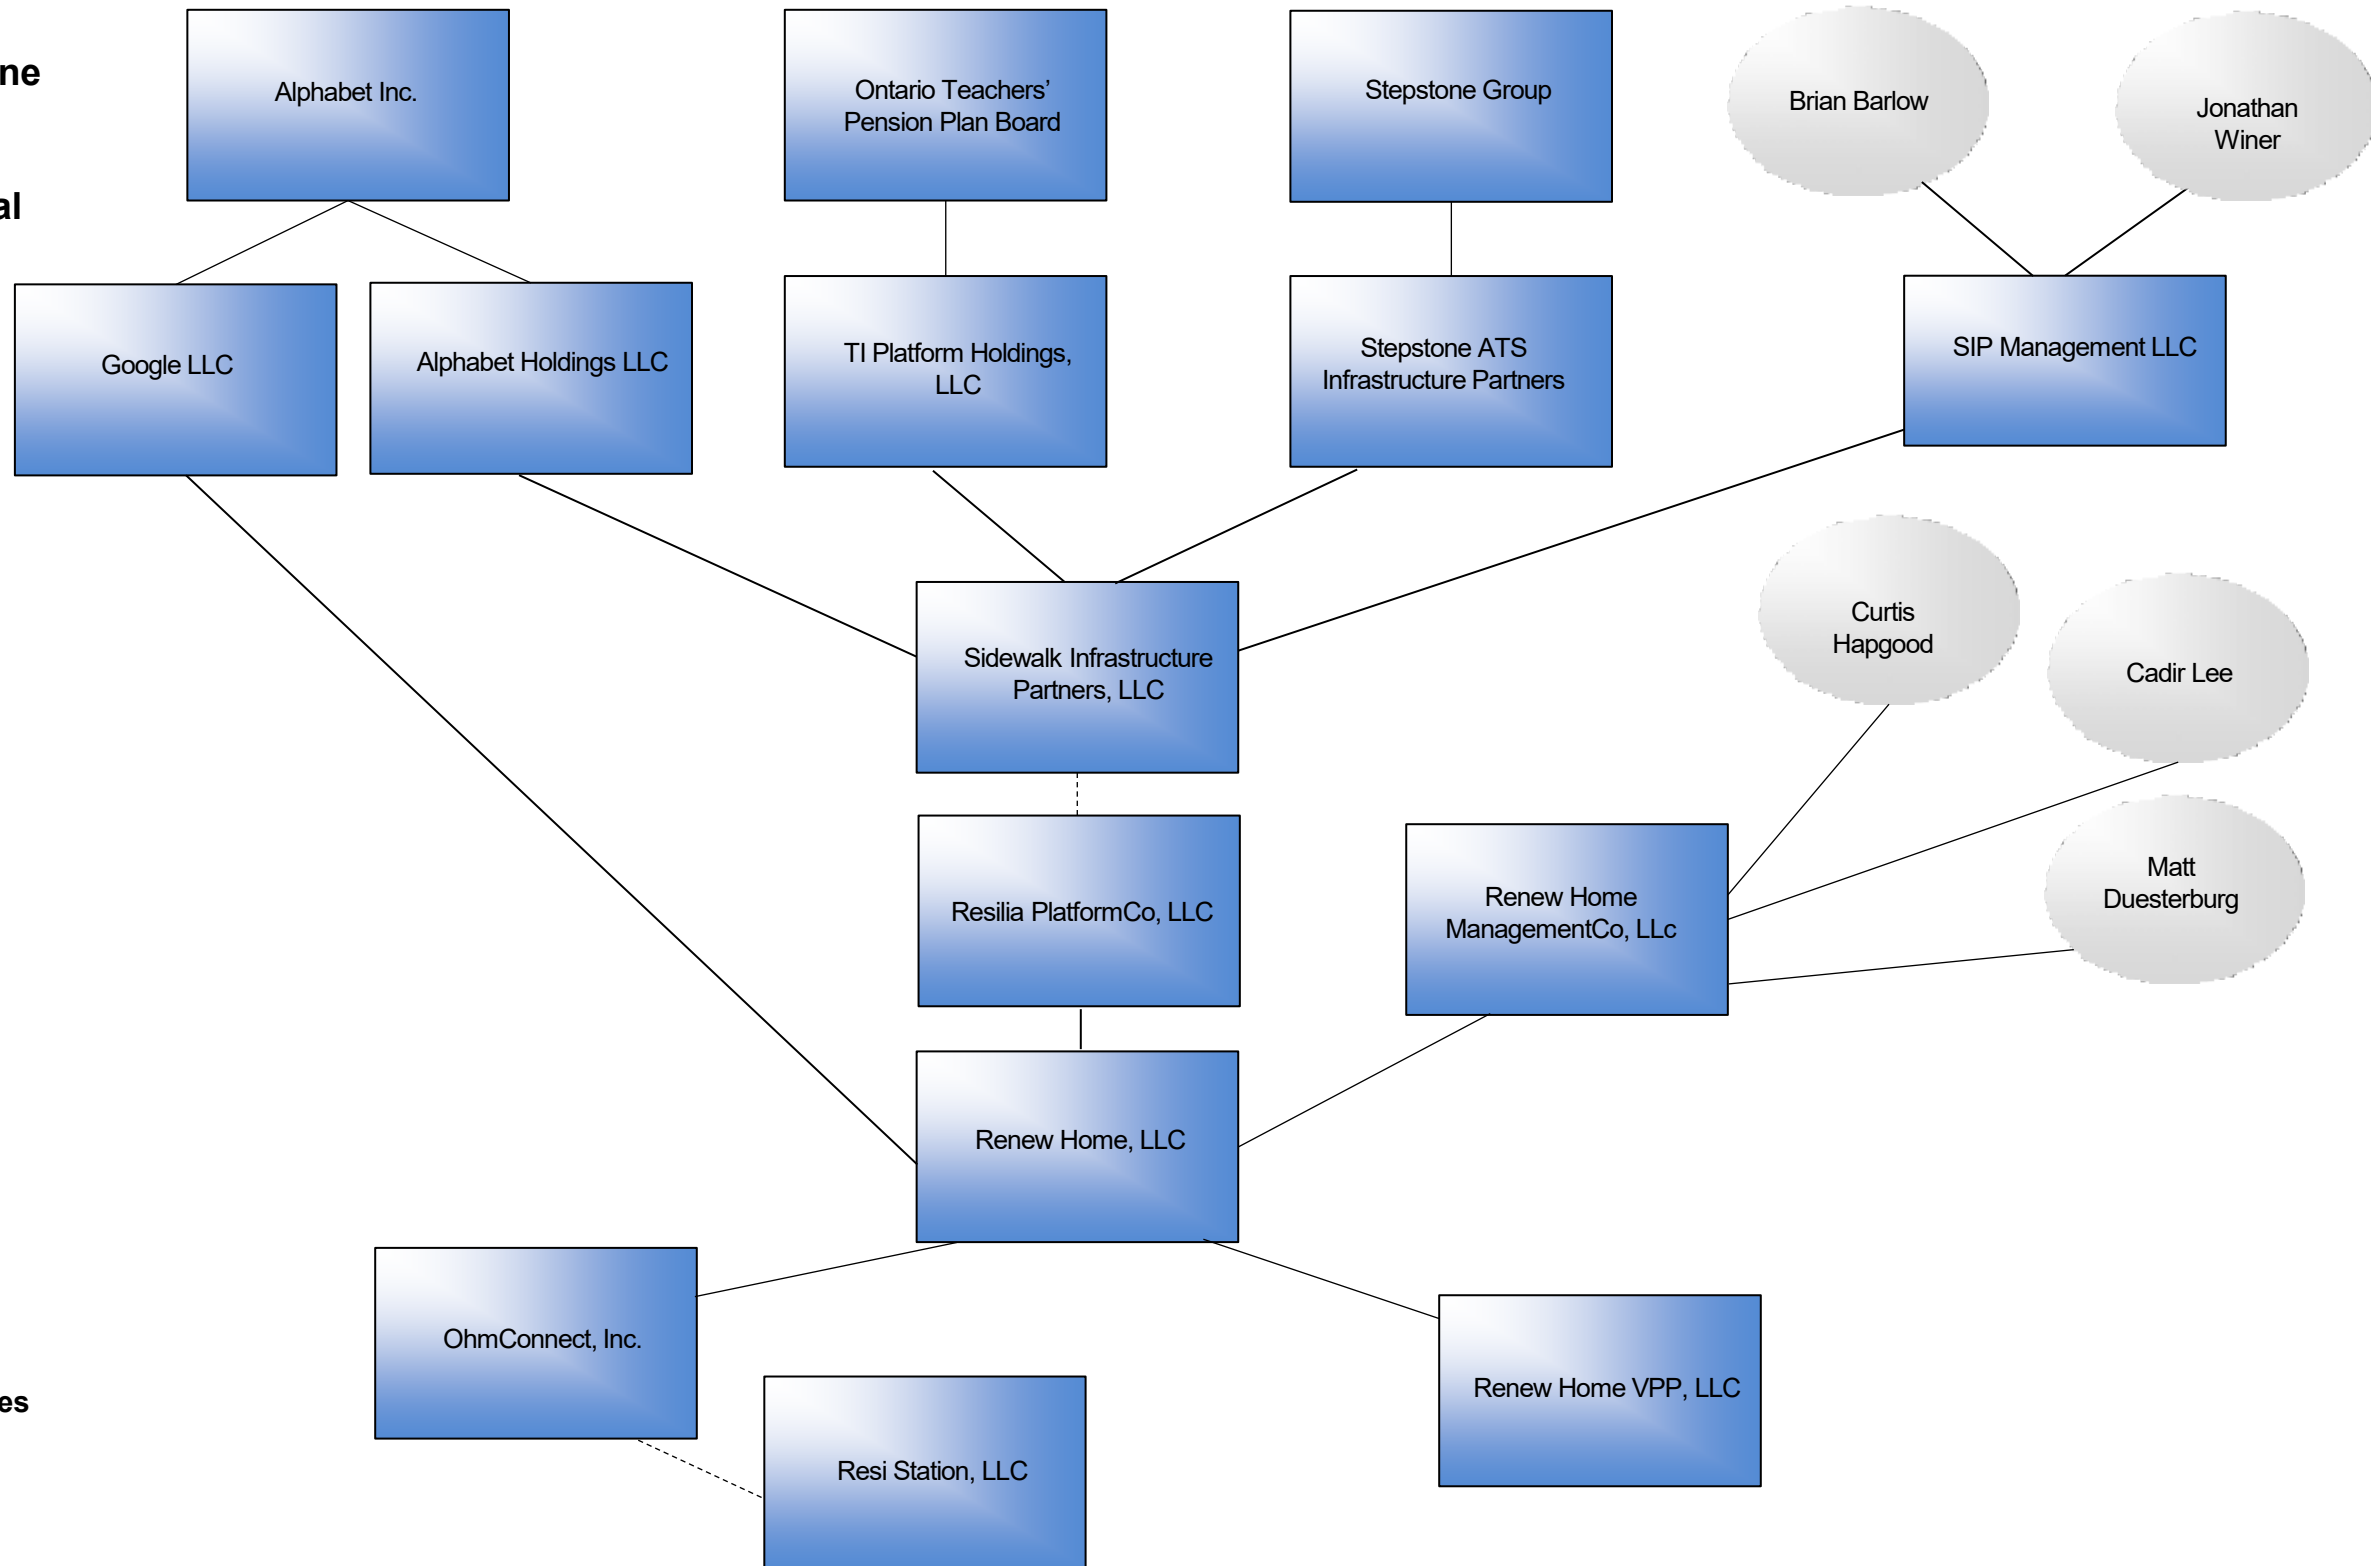 ne
al
es
Alphabet Inc.
Ontario Teachers’
Pension Plan Board
Stepstone Group
Brian Barlow
Jonathan
Winer
Google LLC
Alphabet Holdings LLC
TI Platform Holdings,
LLC
Stepstone ATS
Infrastructure Partners
SIP Management LLC
Sidewalk Infrastructure
Partners, LLC
Curtis
Hapgood
Cadir Lee
Matt
Duesterburg
Resilia PlatformCo, LLC
Renew Home
ManagementCo, LLc
Renew Home, LLC
OhmConnect, Inc.
Resi Station, LLC
Renew Home VPP, LLC